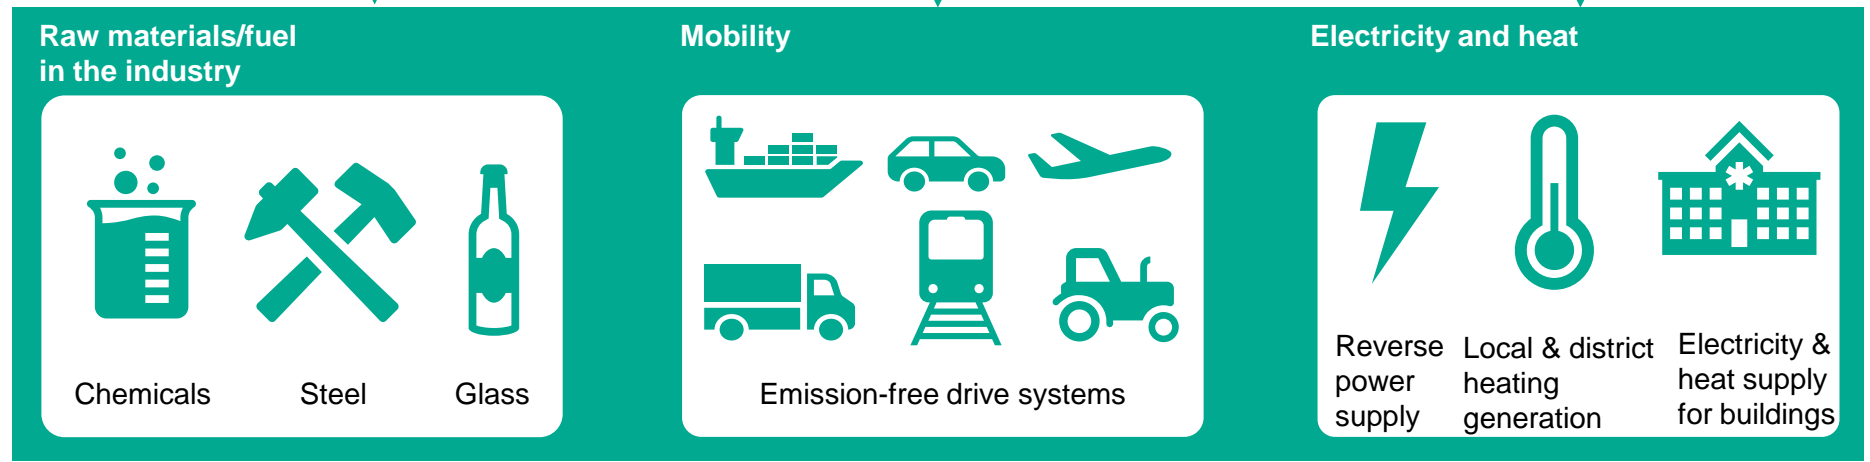 Raw materials/fuel
in the industry
Chemicals
Steel
Glass
Mobility
Emission-free drive systems
Electricity and heat
Reverse
power
supply
Local & district
heating
generation
Electricity &
heat supply
for buildings